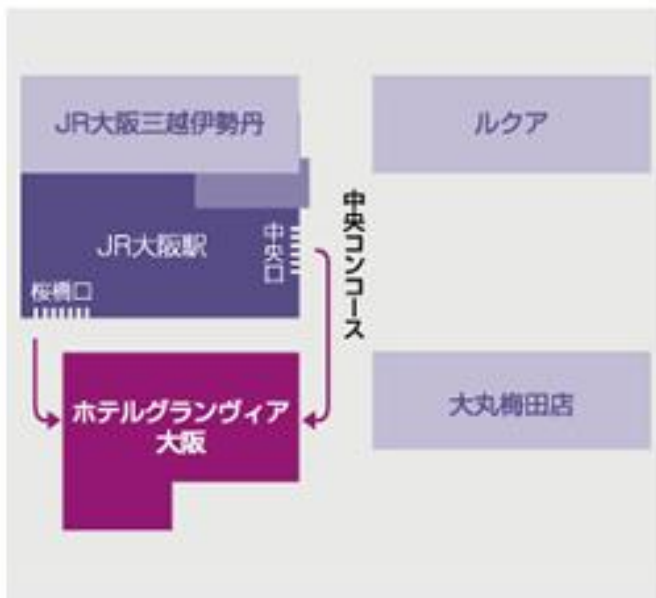 JR大阪三越伊勢丹
ルクア
JR大阪駅
中央口
中央コンコース
桜橋口
ホテルグランヴィア
大阪
大丸梅田店